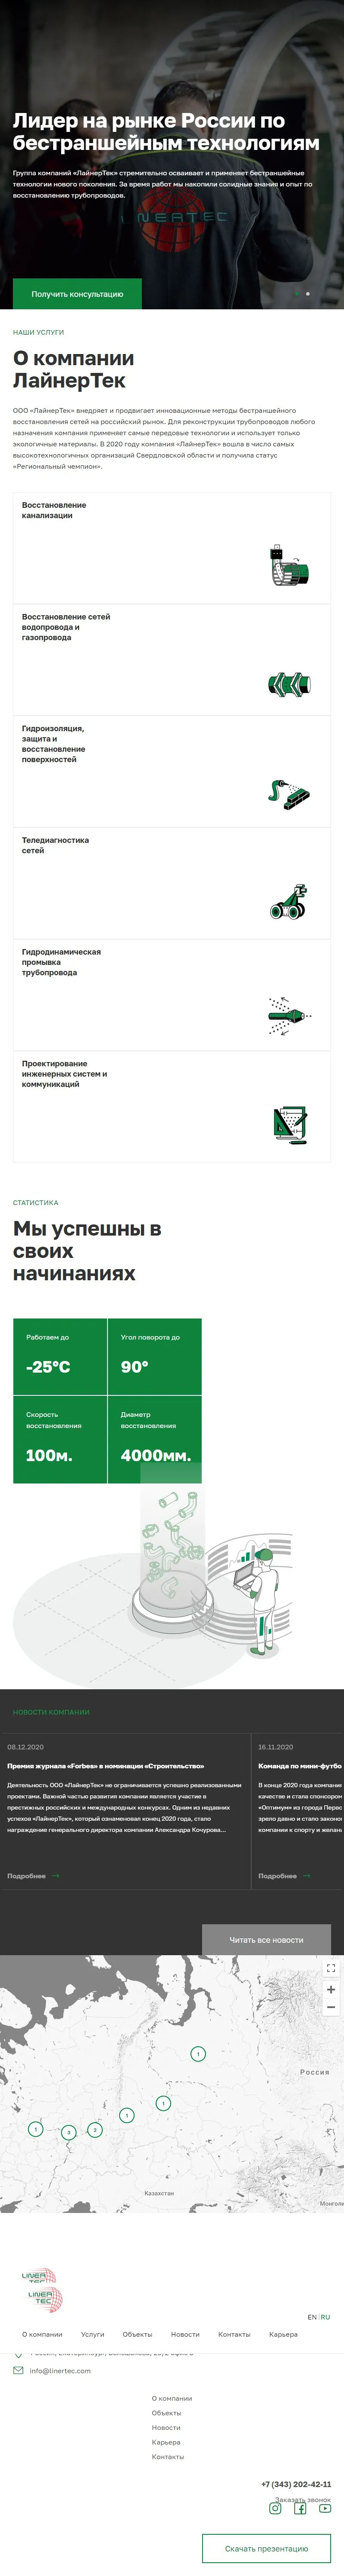 Лидер на рынке России по
бестраншейным технологиям
Группа компаний «ЛайнерТек» стремительно осваивает и применяет бестраншейные
технологии нового поколения. За время работ мы накопили солидные знания и опыт по
восстановлению трубопроводов.
LINERTEC
Получить консультацию
НАШИ УСЛУГИ
О компании
ЛайнерТек
ООО «ЛайнерТек» внедряет и продвигает инновационные методы бестраншейного
восстановления сетей на российский рынок. Для реконструкции трубопроводов любого
назначения компания применяет самые передовые технологии и использует только
экологичные материалы. В 2020 году компания «ЛайнерТек» вошла в число самых
высокотехнологичных организаций Свердловской области и получила статус
«Региональный чемпион».
Восстановление
канализации
Восстановление сетей
водопровода и
газопровода
Гидроизоляция,
защита и
восстановление
поверхностей
Теледиагностика
сетей
Гидродинамическая
промывка
трубопровода
Проектирование
инженерных систем и
коммуникаций
СТАТИСТИКА
Мы успешны в
своих
начинаниях
Работаем до
-25°C
Угол поворота до
90°
Скорость
восстановления
100м.
Диаметр
восстановления
4000мм.
НОВОСТИ КОМПАНИИ
08.12.2020
Премия журнала «Forbes» в номинации «Строительство»
Деятельность ООО «ЛайнерТек» не ограничивается успешно реализованными
проектами. Важной частью развития компании является участие в
престижных российских и международных конкурсах. Одним из недавних
успехов «ЛайнерТек», который ознаменовал конец 2020 года, стало
награждение генерального директора компании Александра Кочурова...
Подробнее
16.11.2020
Команда по мини-футбо
В конце 2020 года компание
качестве и стала спонсором
«Оптимум» из города Перво
зрело давно и стало законо
компании к спорту и желани
Подробнее
Читать все новости
1
Россия
1
1
1
3
2
Казахстан
Монголи
LINER
TEC
LINER
TEC
EN RU
О компании
Услуги
Объекты
Новости
Контакты
Карьера
info@linertec.com
О компании
Объекты
Новости
Карьера
Контакты
+7 (343) 202-42-11
Заказать звонок
Скачать презентацию